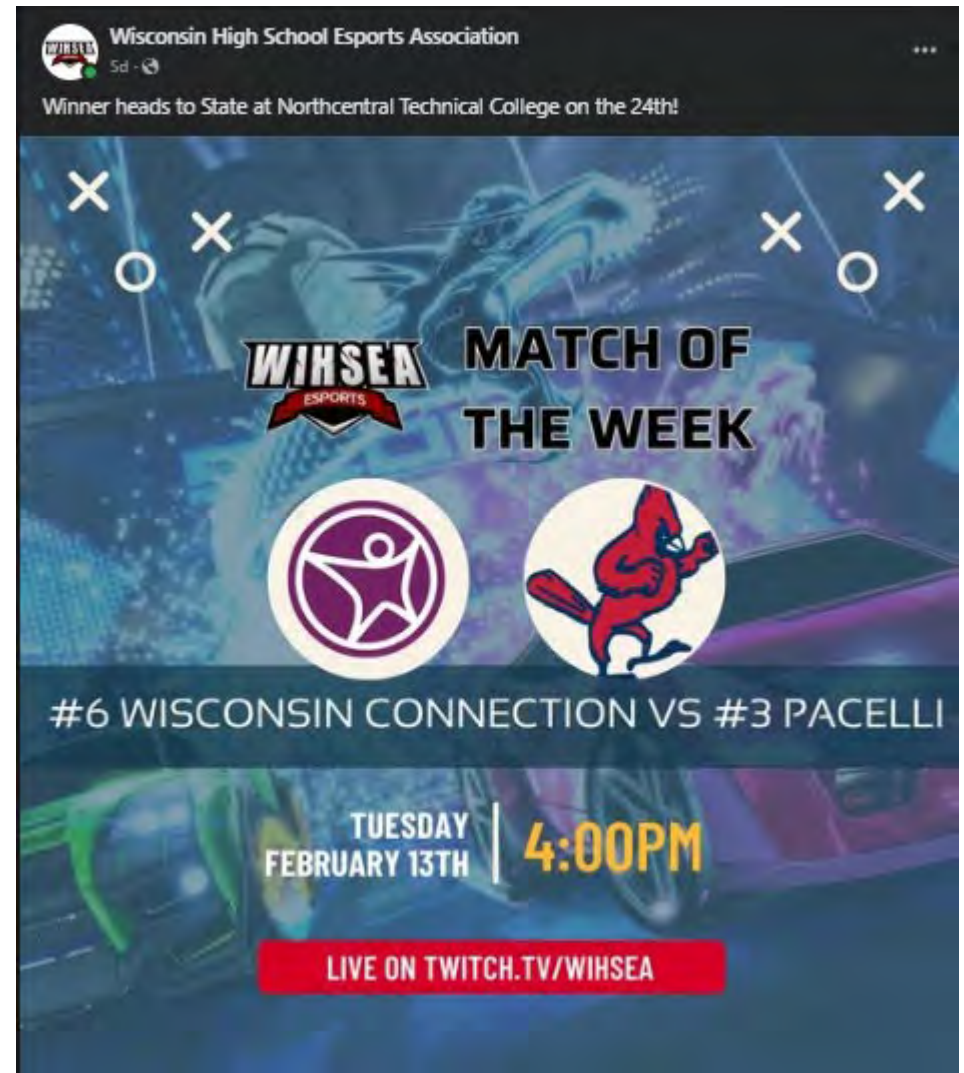 Wisconsin High School Esports Association
5d ·
Winner heads to State at Northcentral Technical College on the 24th!
WIHSEA
WIHSEA
ESPORTS
MATCH OF
THE WEEK
#6 WISCONSIN CONNECTION VS #3 PACELLI
TUESDAY
FEBRUARY 13TH
4:00PM
LIVE ON TWITCH.TV/WIHSEA